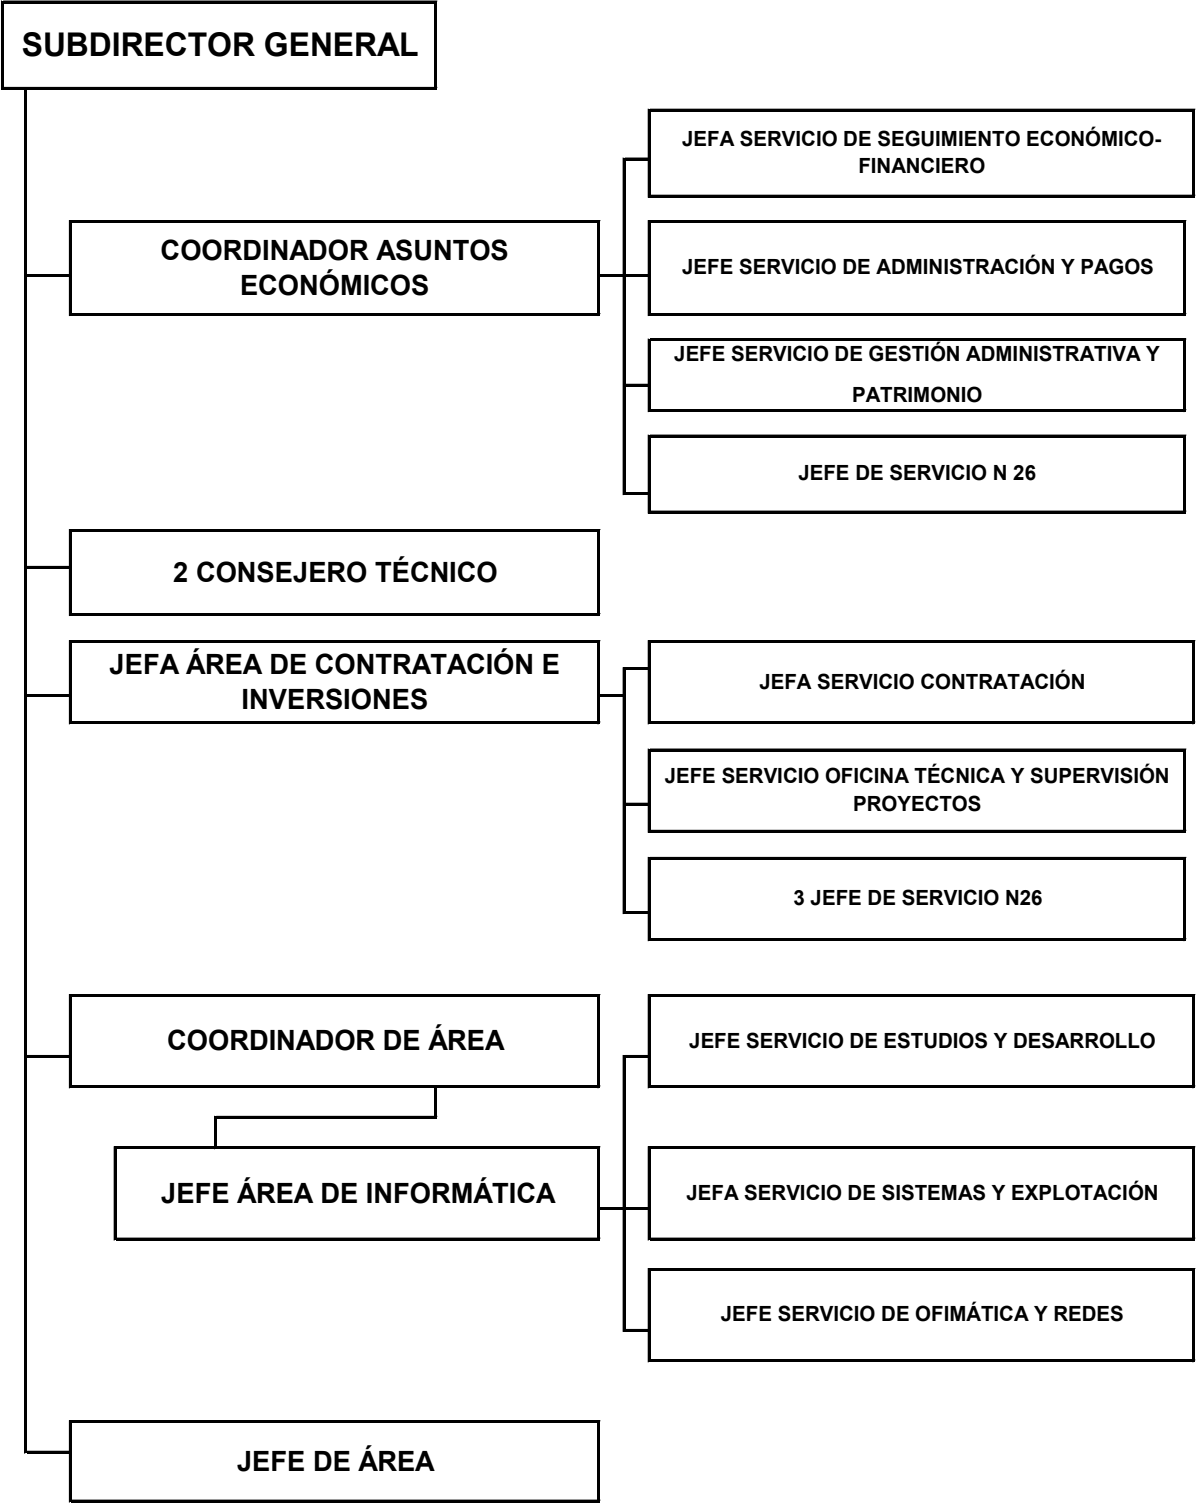 SUBDIRECTOR GENERAL
JEFA SERVICIO DE SEGUIMIENTO ECONÓMICO-
FINANCIERO
COORDINADOR ASUNTOS
ECONÓMICOS
JEFE SERVICIO DE ADMINISTRACIÓN Y PAGOS
JEFE SERVICIO DE GESTIÓN ADMINISTRATIVA Y
PATRIMONIO
JEFE DE SERVICIO N 26
2 CONSEJERO TÉCNICO
JEFA ÁREA DE CONTRATACIÓN E
INVERSIONES
JEFA SERVICIO CONTRATACIÓN
JEFE SERVICIO OFICINA TÉCNICA Y SUPERVISIÓN
PROYECTOS
3 JEFE DE SERVICIO N26
COORDINADOR DE ÁREA
JEFE SERVICIO DE ESTUDIOS Y DESARROLLO
JEFE ÁREA DE INFORMÁTICA
JEFA SERVICIO DE SISTEMAS Y EXPLOTACIÓN
JEFE SERVICIO DE OFIMÁTICA Y REDES
JEFE DE ÁREA